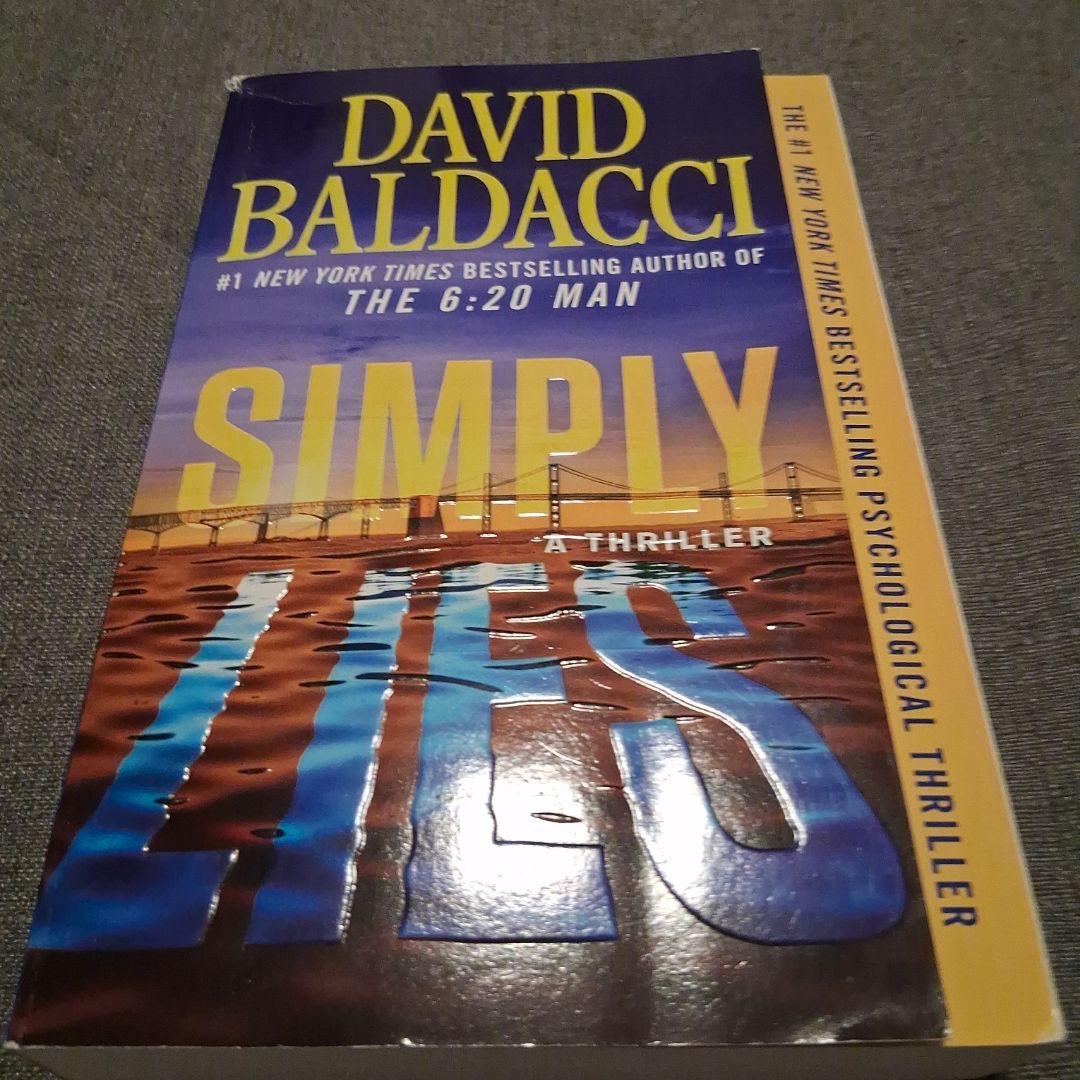 DAVID
BALDACCI
#1 NEW YORK TIMES BESTSELLING AUTHOR OF
THE 6:20 MAN
SIMPLY
A THRILLER
LIES
THE #1 NEW YORK TIMES BESTSELLING PSYCHOLOGICAL THRILLER